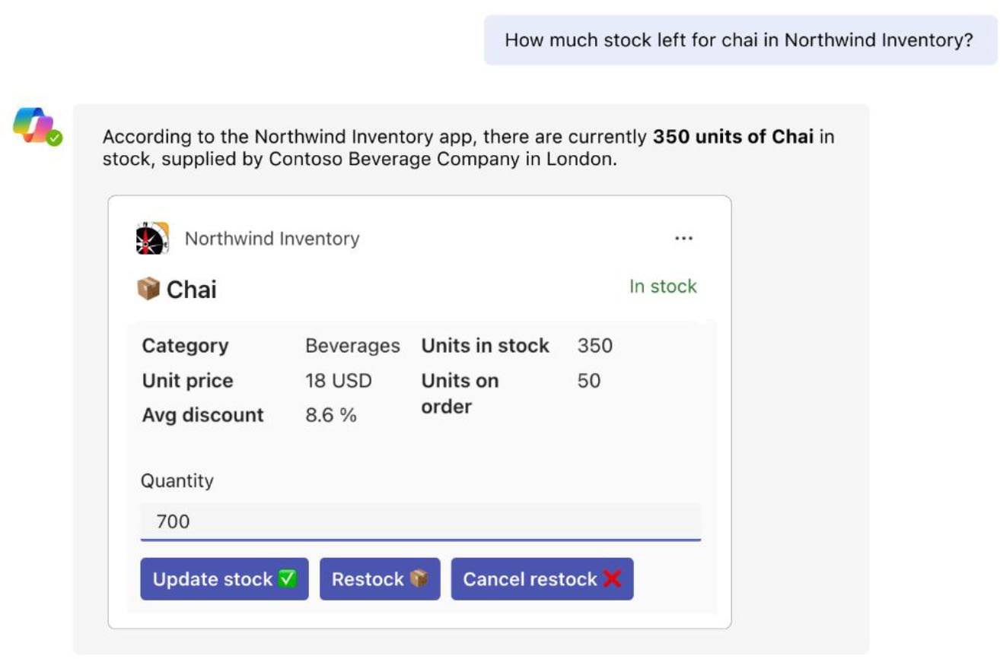 How much stock left for chai in Northwind Inventory?
According to the Northwind Inventory app, there are currently 350 units of Chai in
stock, supplied by Contoso Beverage Company in London.
N
E
Northwind Inventory
...
Chai
In stock
Category Beverages Units in stock 350
Unit price 18 USD Units on 50
order
Avg discount 8.6 %
Quantity
700
Update stock Restock Cancel restock